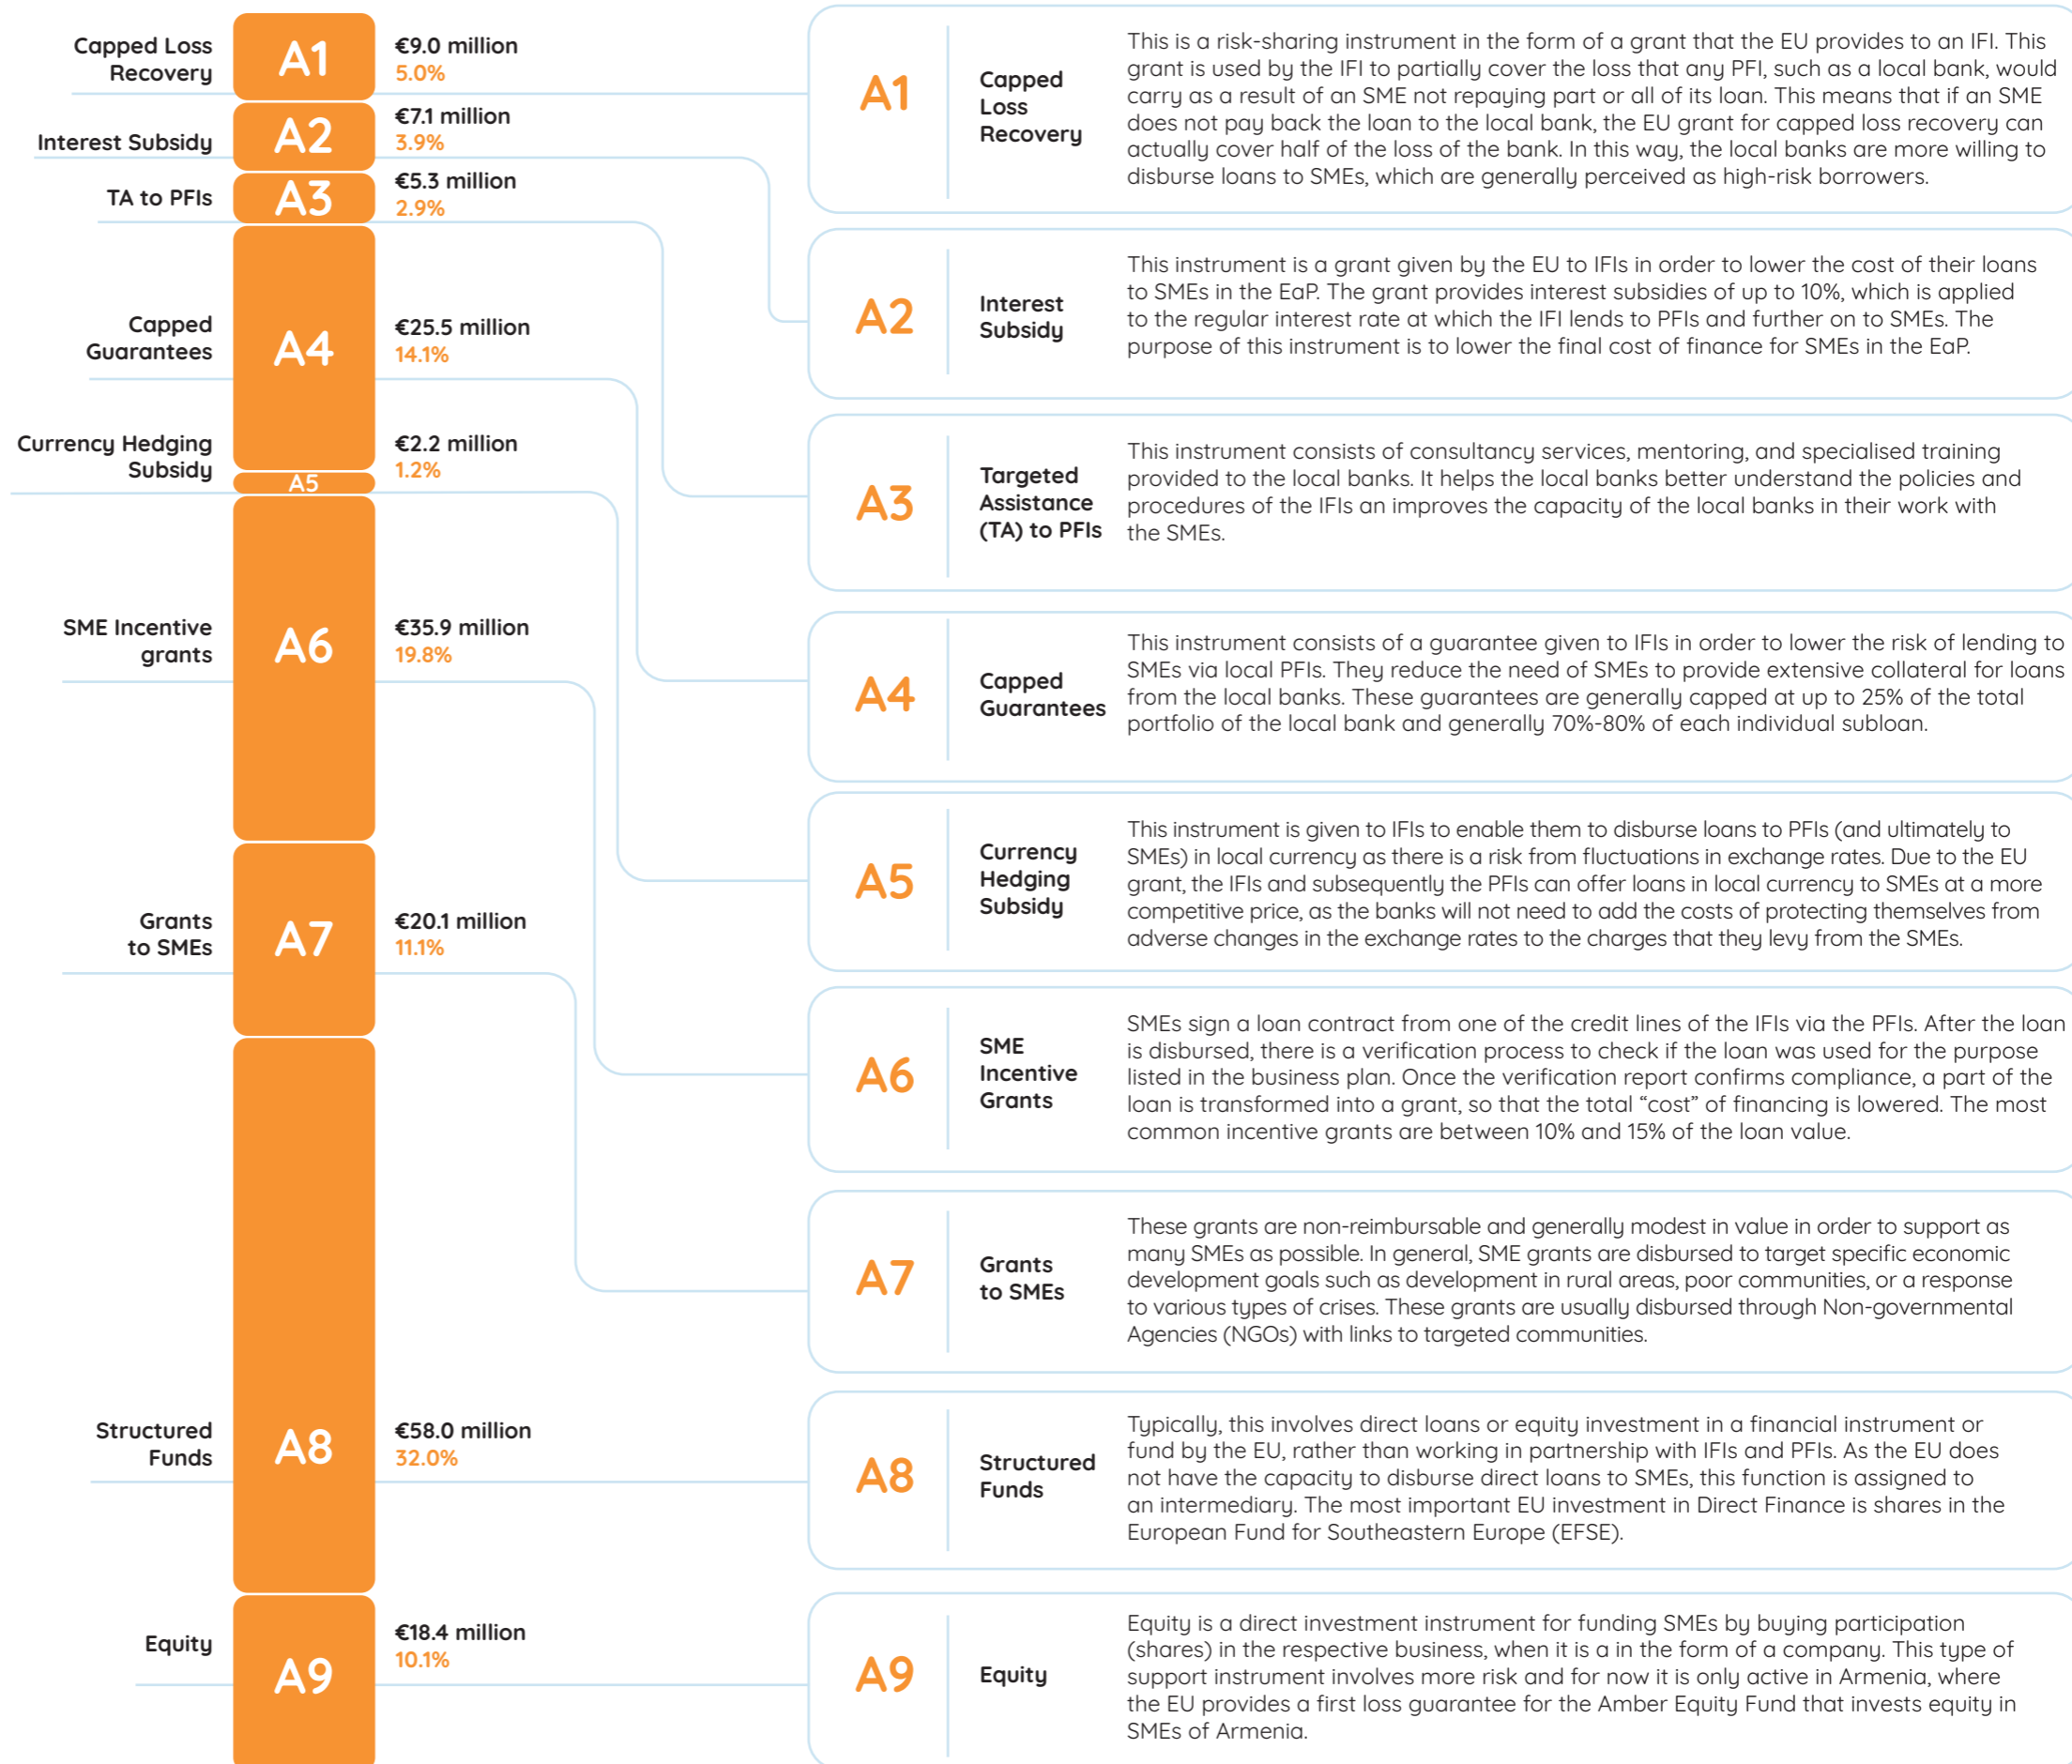 Capped Loss
Recovery
A1
€9.0 million
5.0%
Interest Subsidy
A2
€7.1 million
3.9%
TA to PFIs
A3
€5.3 million
2.9%
Capped
Guarantees
A4
€25.5 million
14.1%
Currency Hedging
Subsidy
A5
€2.2 million
1.2%
SME Incentive
grants
A6
€35.9 million
19.8%
Grants
to SMEs
A7
€20.1 million
11.1%
Structured
Funds
A8
€58.0 million
32.0%
Equity
A9
€18.4 million
10.1%
A1
Capped
Loss
Recovery
This is a risk-sharing instrument in the form of a grant that the EU provides to an IFI. This
grant is used by the IFI to partially cover the loss that any PFI, such as a local bank, would
carry as a result of an SME not repaying part or all of its loan. This means that if an SME
does not pay back the loan to the local bank, the EU grant for capped loss recovery can
actually cover half of the loss of the bank. In this way, the local banks are more willing to
disburse loans to SMEs, which are generally perceived as high-risk borrowers.
A2
Interest
Subsidy
This instrument is a grant given by the EU to IFIs in order to lower the cost of their loans
to SMEs in the EaP. The grant provides interest subsidies of up to 10%, which is applied
to the regular interest rate at which the IFI lends to PFIs and further on to SMEs. The
purpose of this instrument is to lower the final cost of finance for SMEs in the EaP.
A3
Targeted
Assistance
(TA) to PFIs
This instrument consists of consultancy services, mentoring, and specialised training
provided to the local banks. It helps the local banks better understand the policies and
procedures of the IFIs an improves the capacity of the local banks in their work with
the SMEs.
A4
Capped
Guarantees
This instrument consists of a guarantee given to IFIs in order to lower the risk of lending to
SMEs via local PFIs. They reduce the need of SMEs to provide extensive collateral for loans
from the local banks. These guarantees are generally capped at up to 25% of the total
portfolio of the local bank and generally 70%-80% of each individual subloan.
A5
Currency
Hedging
Subsidy
This instrument is given to IFIs to enable them to disburse loans to PFIs (and ultimately to
SMEs) in local currency as there is a risk from fluctuations in exchange rates. Due to the EU
grant, the IFIs and subsequently the PFIs can offer loans in local currency to SMEs at a more
competitive price, as the banks will not need to add the costs of protecting themselves from
adverse changes in the exchange rates to the charges that they levy from the SMEs.
A6
SME
Incentive
Grants
SMEs sign a loan contract from one of the credit lines of the IFIs via the PFIs. After the loan
is disbursed, there is a verification process to check if the loan was used for the purpose
listed in the business plan. Once the verification report confirms compliance, a part of the
loan is transformed into a grant, so that the total “cost” of financing is lowered. The most
common incentive grants are between 10% and 15% of the loan value.
A7
Grants
to SMEs
These grants are non-reimbursable and generally modest in value in order to support as
many SMEs as possible. In general, SME grants are disbursed to target specific economic
development goals such as development in rural areas, poor communities, or a response
to various types of crises. These grants are usually disbursed through Non-governmental
Agencies (NGOs) with links to targeted communities.
A8
Structured
Funds
Typically, this involves direct loans or equity investment in a financial instrument or
fund by the EU, rather than working in partnership with IFIs and PFIs. As the EU does
not have the capacity to disburse direct loans to SMEs, this function is assigned to
an intermediary. The most important EU investment in Direct Finance is shares in the
European Fund for Southeastern Europe (EFSE).
A9
Equity
Equity is a direct investment instrument for funding SMEs by buying participation
(shares) in the respective business, when it is a in the form of a company. This type of
support instrument involves more risk and for now it is only active in Armenia, where
the EU provides a first loss guarantee for the Amber Equity Fund that invests equity in
SMEs of Armenia.